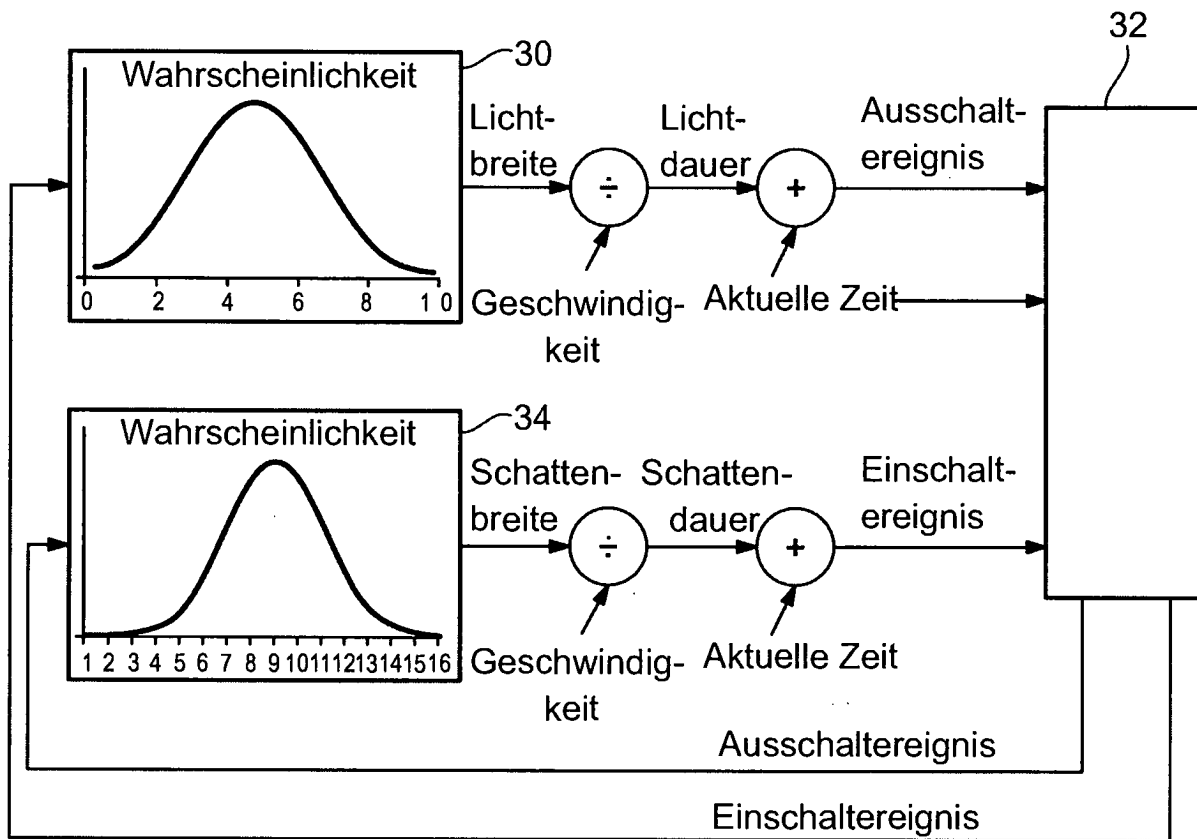 32
30
Wahrscheinlichkeit
Licht-
breite
÷
Licht-
dauer
+
Ausschalt-
ereignis
0 2 4 6 8 1 0
Geschwindig-
keit
Aktuelle Zeit
34
Wahrscheinlichkeit
Schatten-
breite
÷
Schatten-
dauer
+
Einschalt-
ereignis
1 2 3 4 5 6 7 8 9 10 11 12 13 14 15 16
Geschwindig-
keit
Aktuelle Zeit
Ausschaltereignis
Einschaltereignis